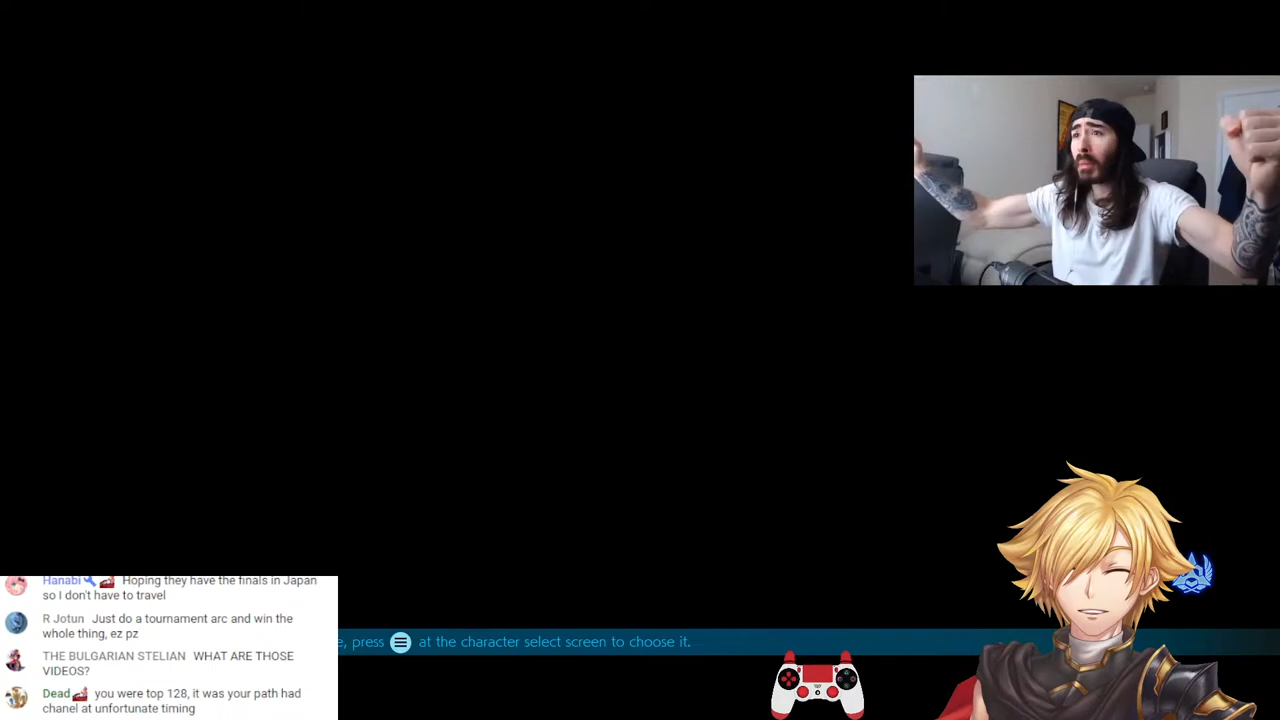 Hanabi Hoping they have the finals in Japan
so I don't have to travel
R Jotun Just do a tournament arc and win the
whole thing, ez pz
THE BULGARIAN STELIAN WHAT ARE THOSE
VIDEOS?
Dead you were top 128, it was your path had
chanel at unfortunate timing
e, press at the character select screen to choose it.